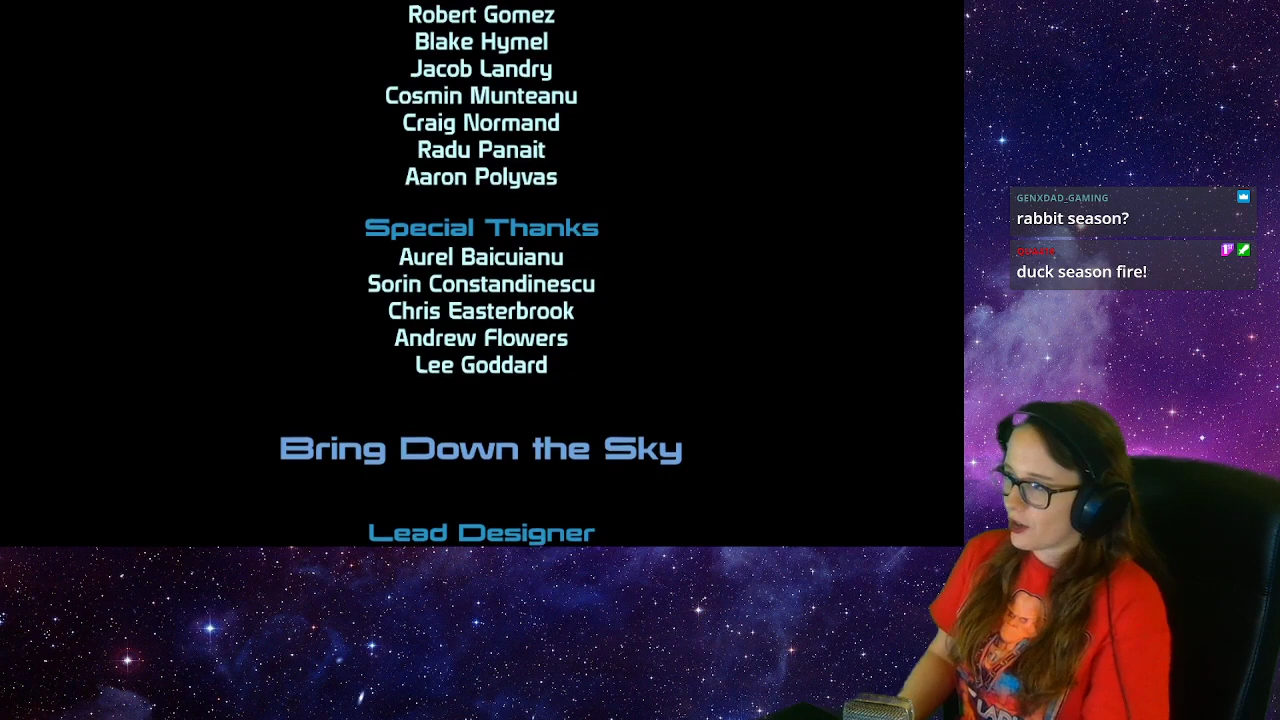 Robert Gomez
Blake Hymel
Jacob Landry
Cosmin Munteanu
Craig Normand
Radu Panait
Aaron Polyvas
Special Thanks
Aurel Baicuianu
Sorin Constandinescu
Chris Easterbrook
Andrew Flowers
Lee Goddard
Bring Down the Sky
Lead Designer
GENXDAD_GAMING
rabbit season?
duck season fire!